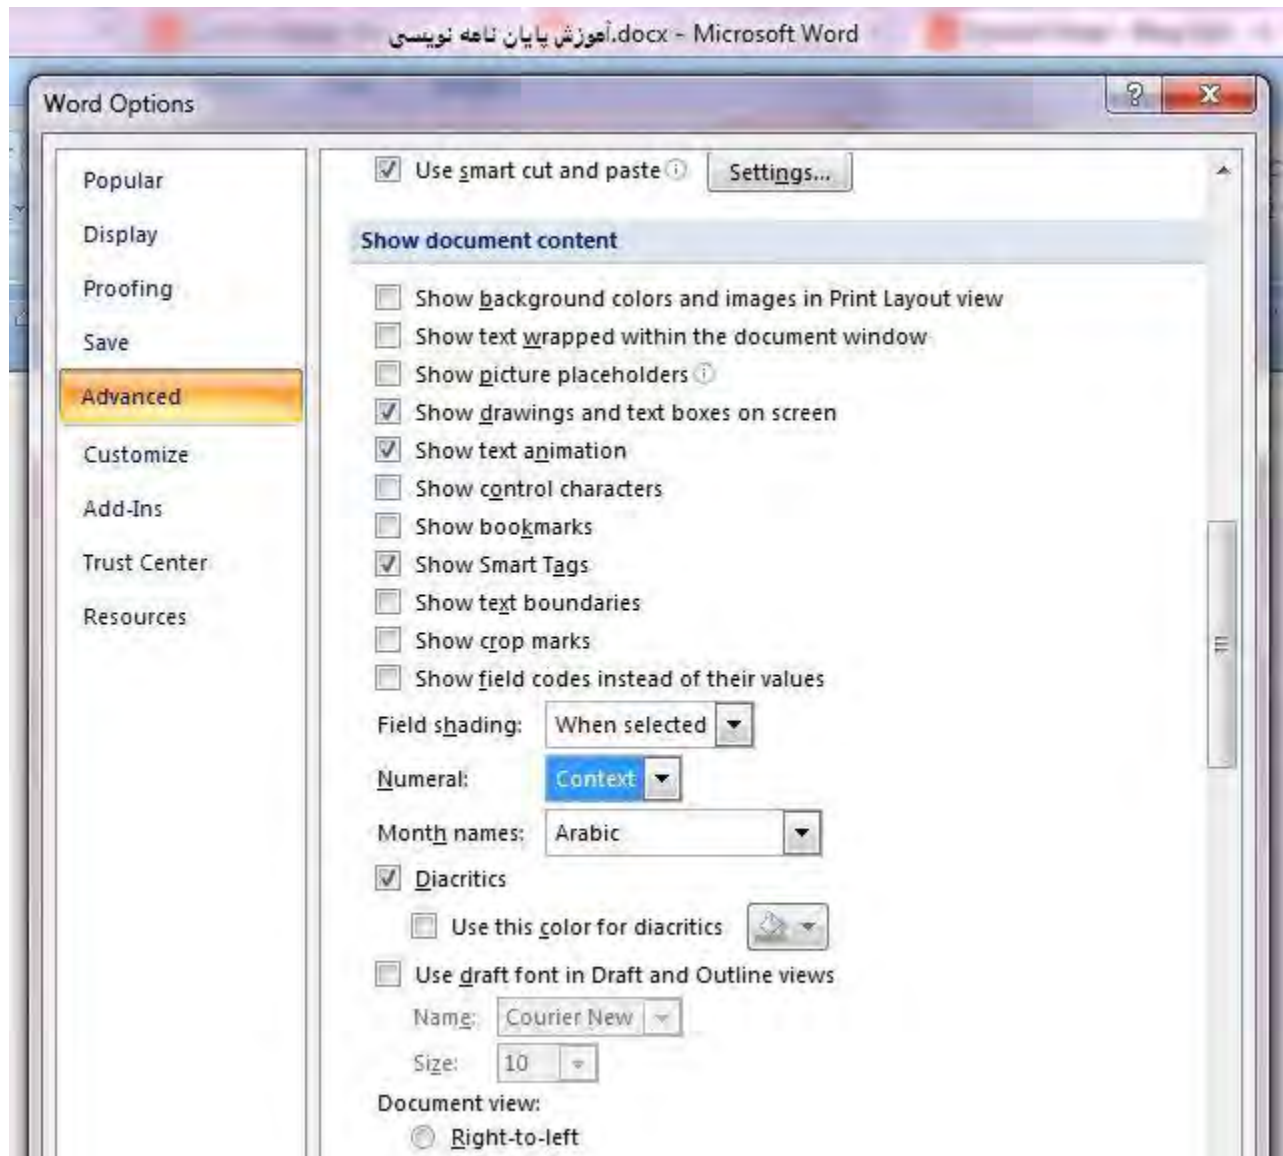 آموزش پایان نامه نویسی.docx - Microsoft Word
Word Options
?
Popular
Display
Proofing
Save
Advanced
Customize
Add-Ins
Trust Center
Resources
Use smart cut and paste Settings...
Show document content
Show background colors and images in Print Layout view
Show text wrapped within the document window
Show picture placeholders
Show drawings and text boxes on screen
Show text animation
Show control characters
Show bookmarks
Show Smart Tags
Show text boundaries
Show crop marks
Show field codes instead of their values
Field shading: When selected
Numeral: Context
Month names: Arabic
Diacritics
Use this color for diacritics
Use draft font in Draft and Outline views
Name: Courier New
Size: 10
Document view:
Right-to-left